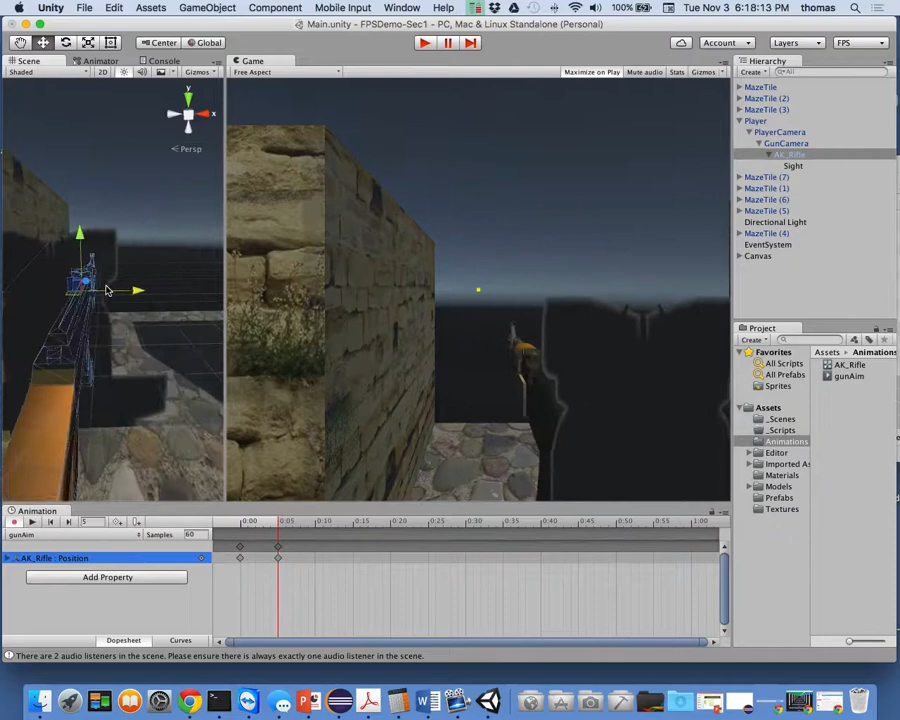 Unity File Edit Assets GameObject Component Mobile Input Window Help 100% Tue Nov 3 6:18:13 PM thomas
Main.unity - FPSDemo-Sec1 - PC, Mac & Linux Standalone (Personal)
Center Global Account Layers FPS
Scene Animator Console Game Hierarchy
Shaded 2D Gizmos Free Aspect Maximize on Play Mute audio Stats Gizmos Create All
MazeTile
MazeTile (2)
MazeTile (3)
Player
PlayerCamera
GunCamera
AK_Rifle
Sight
MazeTile (7)
MazeTile (1)
MazeTile (6)
MazeTile (5)
Directional Light
MazeTile (4)
EventSystem
Canvas
y
x
Persp
Project
Create
Favorites
All Scripts
All Prefabs
Sprites
Assets
_Scenes
_Scripts
Animations
Editor
Imported As
Materials
Models
Prefabs
Textures
Assets Animations
AK_Rifle
gunAim
Animation
5 0:00 0:05 0:10 0:15 0:20 0:25 0:30 0:35 0:40 0:45 0:50 0:55 1:00
gunAim Samples 60
AK_Rifle : Position
Add Property
Dopesheet Curves
There are 2 audio listeners in the scene. Please ensure there is always exactly one audio listener in the scene.